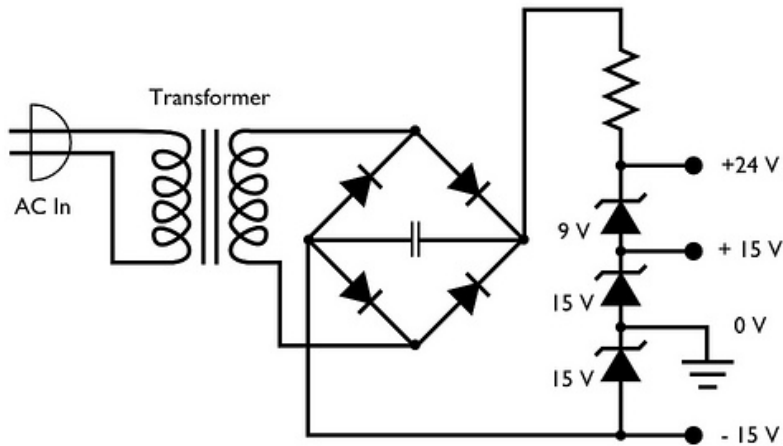 Transformer
AC In
+24 V
9 V
+ 15 V
15 V
0 V
15 V
- 15 V